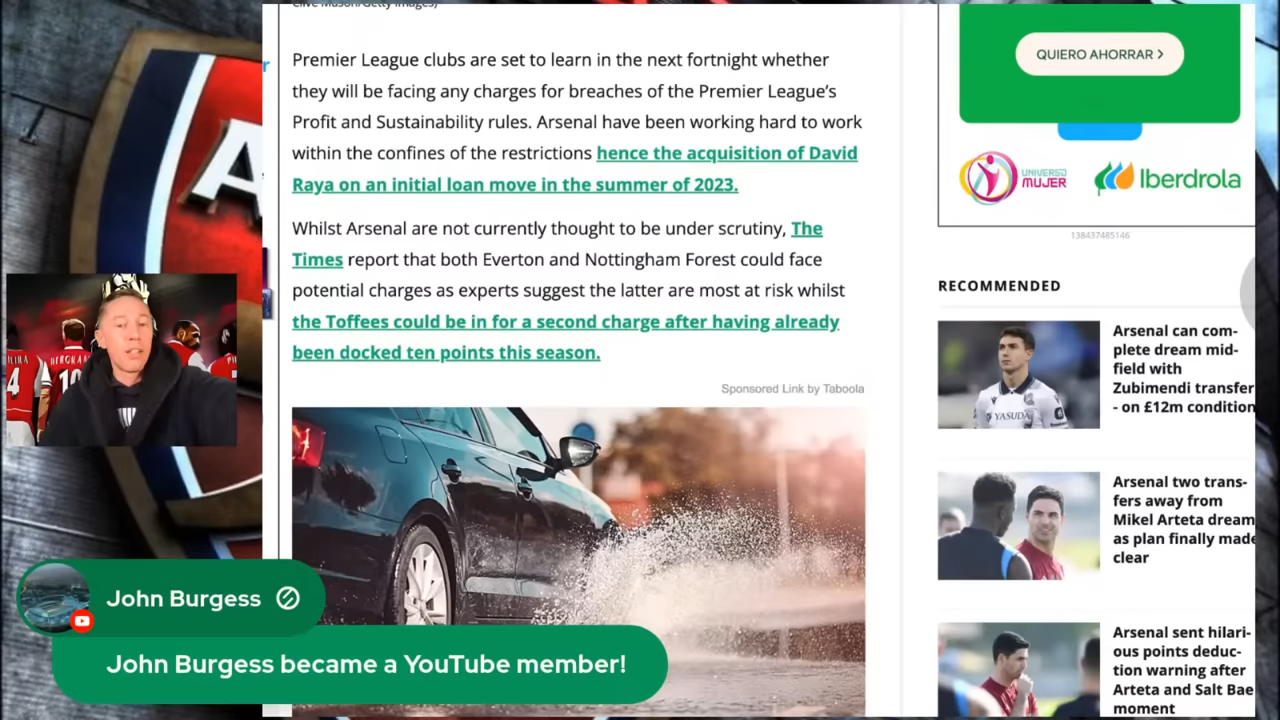 Clive Mason/Getty Images)
Premier League clubs are set to learn in the next fortnight whether
they will be facing any charges for breaches of the Premier League's
Profit and Sustainability rules. Arsenal have been working hard to work
within the confines of the restrictions hence the acquisition of David
Raya on an initial loan move in the summer of 2023.
Whilst Arsenal are not currently thought to be under scrutiny, The
Times report that both Everton and Nottingham Forest could face
potential charges as experts suggest the latter are most at risk whilst
the Toffees could be in for a second charge after having already
been docked ten points this season.
Sponsored Link by Taboola
QUIERO AHORRAR >
UNIVERSO
MUJER
Iberdrola
138437485146
RECOMMENDED
Arsenal can com-
plete dream mid-
field with
Zubimendi transfer
- on £12m condition
YASUDA
Arsenal two trans-
fers away from
Mikel Arteta dream
as plan finally made
clear
Arsenal sent hilari-
ous points deduc-
tion warning after
Arteta and Salt Bae
moment
4
BERGKAMP
10
John Burgess
John Burgess became a YouTube member!